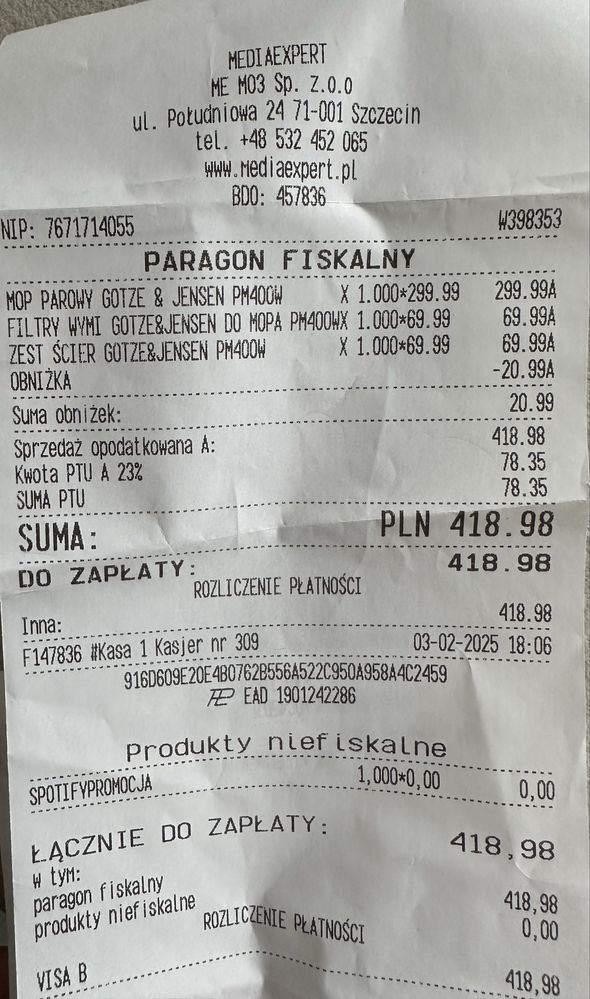 MEDIAEXPERT
ME M03 Sp. Z.o.o
ul. Południowa 24 71-001 Szczecin
tel. +48 532 452 065
www.mediaexpert.pl
BDO: 457836
NIP: 7671714055 W398353
PARAGON FISKALNY
MOP PAROWY GOTZE & JENSEN PM400W X 1.000*299.99 299.99A
FILTRY WYMI GOTZE&JENSEN DO MOPA PM400WX 1.000*69.99 69.99A
ZEST ŚCIER GOTZE&JENSEN PM400W X 1.000*69.99 69.99A
OBNIŻKA -20.99A
Suma obniżek: 20.99
Sprzedaż opodatkowana A: 418.98
Kwota PTU A 23% 78.35
SUMA PTU 78.35
SUMA: PLN 418.98
DO ZAPŁATY: 418.98
ROZLICZENIE PŁATNOŚCI
Inna: 418.98
F147836 #Kasa 1 Kasjer nr 309 03-02-2025 18:06
916D609E20E4B0762B556A522C950A958A4C2459
EAD 1901242286
Produkty niefiskalne
SPOTIFYPROMOCJA 1,000*0,00 0,00
ŁĄCZNIE DO ZAPŁATY: 418,98
w tym:
paragon fiskalny 418,98
produkty niefiskalne 0,00
ROZLICZENIE PŁATNOŚCI
VISA B 418,98